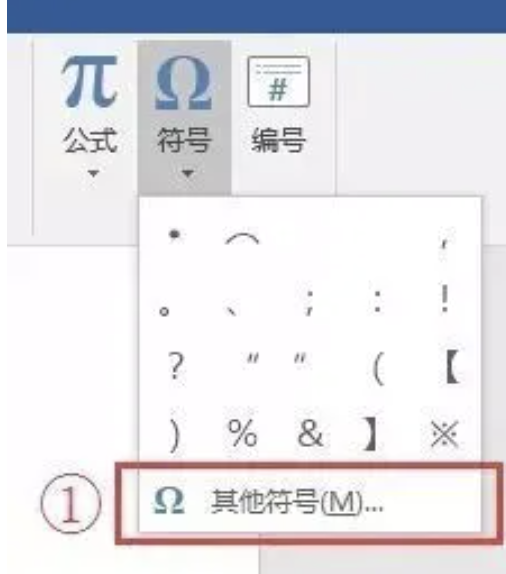 π Ω #
公式 符号 编号
• ⌒ ，
。 、 ； ： ！
？ “ ” （ 【
） % & 】 ※
① Ω 其他符号(M)...